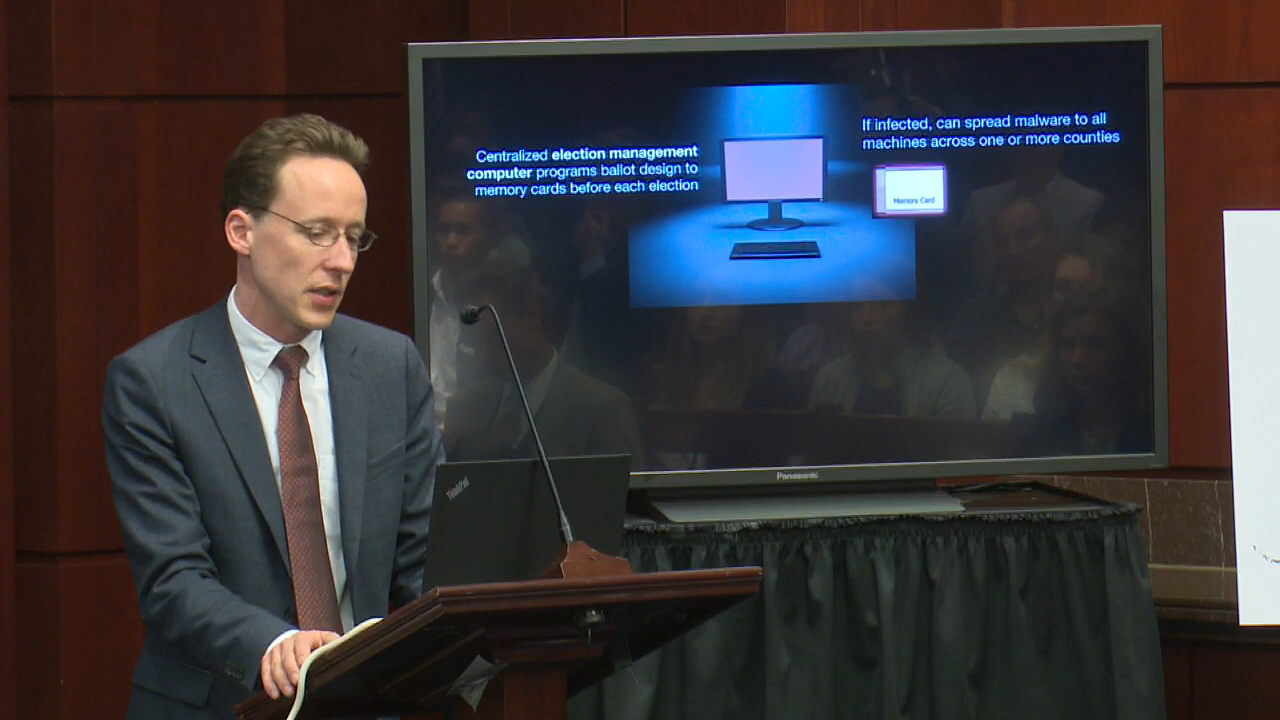 Centralized election management
computer programs ballot design to
memory cards before each election
If infected, can spread malware to all
machines across one or more counties
Memory Card
ThinkPad
Panasonic